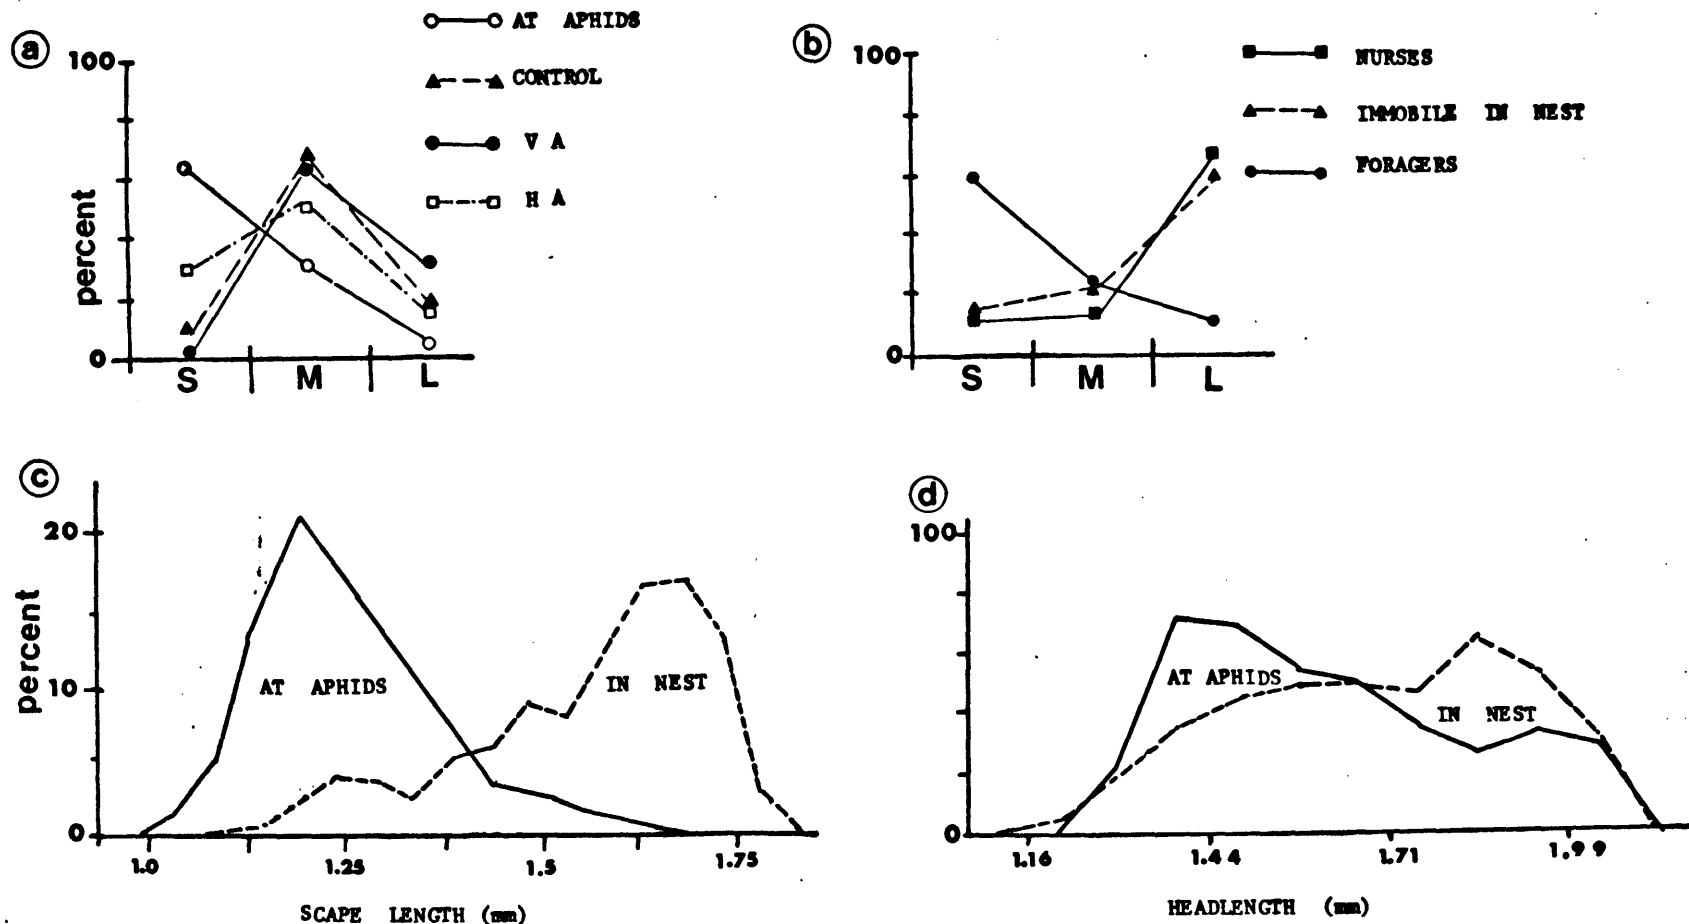 a
AT APHIDS
CONTROL
V A
H A
100
percent
0
S M L
b
NURSES
IMMOBILE IN NEST
FORAGERS
100
0
S M L
c
20
percent
10
0
AT APHIDS
IN NEST
1.0 1.25 1.5 1.75
SCAPE LENGTH (mm)
d
100
0
AT APHIDS
IN NEST
1.16 1.44 1.71 1.99
HEADLENGTH (mm)